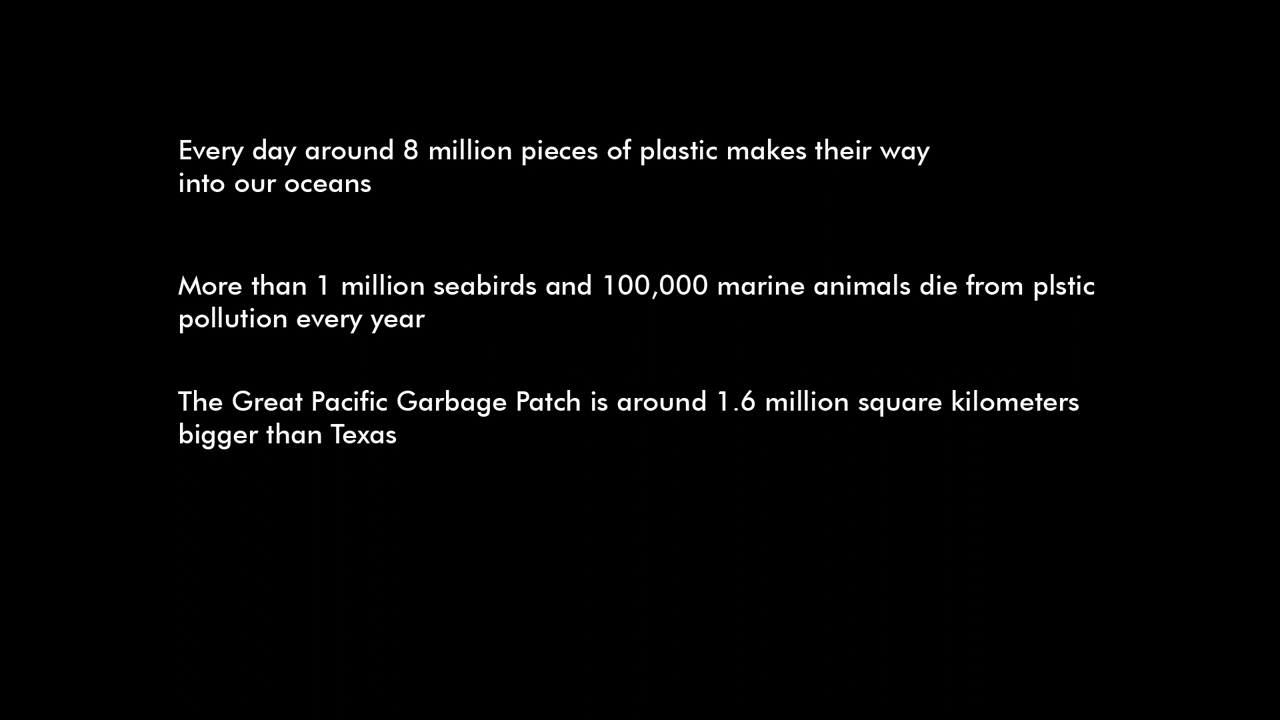 Every day around 8 million pieces of plastic makes their way
into our oceans
More than 1 million seabirds and 100,000 marine animals die from plstic
pollution every year
The Great Pacific Garbage Patch is around 1.6 million square kilometers
bigger than Texas